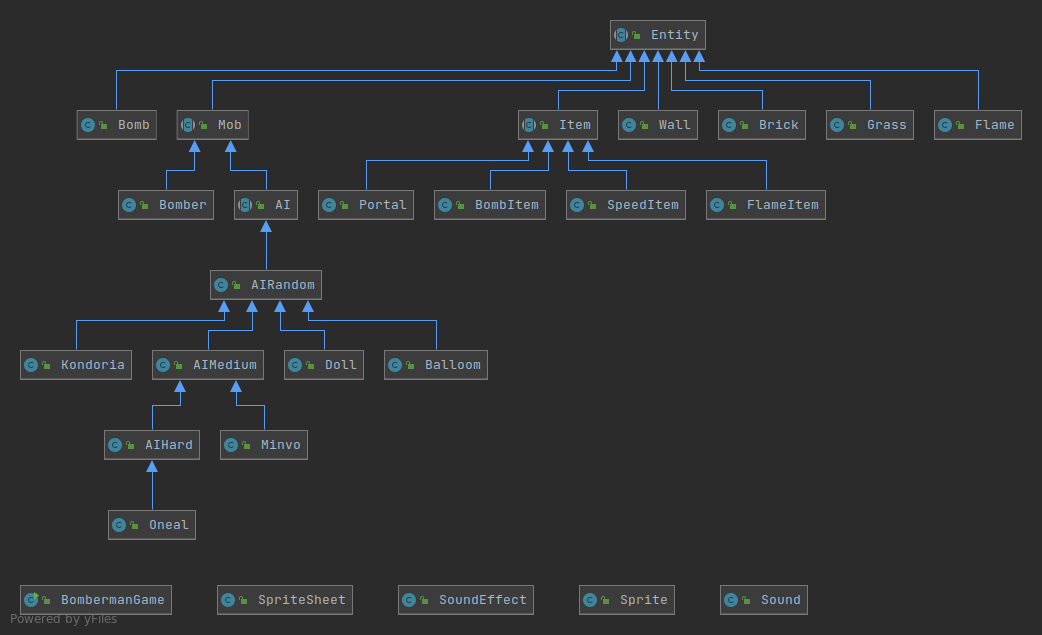 Entity
Bomb
Mob
Item
Wall
Brick
Grass
Flame
Bomber
AI
Portal
BombItem
SpeedItem
FlameItem
AIRandom
Kondoria
AIMedium
Doll
Balloom
AIHard
Minvo
Oneal
BombermanGame
SpriteSheet
SoundEffect
Sprite
Sound
Powered by yFiles